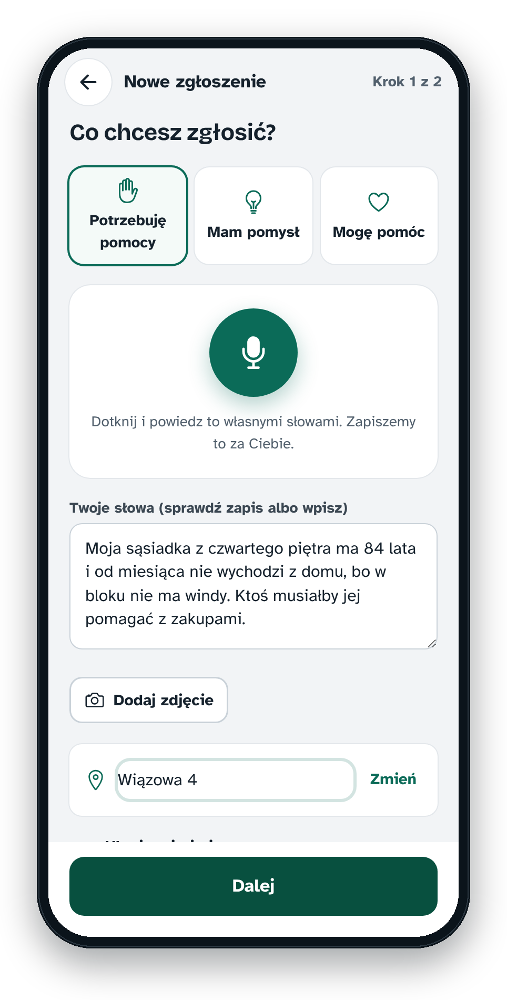 Nowe zgłoszenie
Krok 1 z 2
Co chcesz zgłosić?
Potrzebuję
pomocy
Mam pomysł
Mogę pomóc
Dotknij i powiedz to własnymi słowami. Zapiszemy
to za Ciebie.
Twoje słowa (sprawdź zapis albo wpisz)
Moja sąsiadka z czwartego piętra ma 84 lata
i od miesiąca nie wychodzi z domu, bo w
bloku nie ma windy. Ktoś musiałby jej
pomagać z zakupami.
Dodaj zdjęcie
Wiązowa 4
Zmień
Dalej